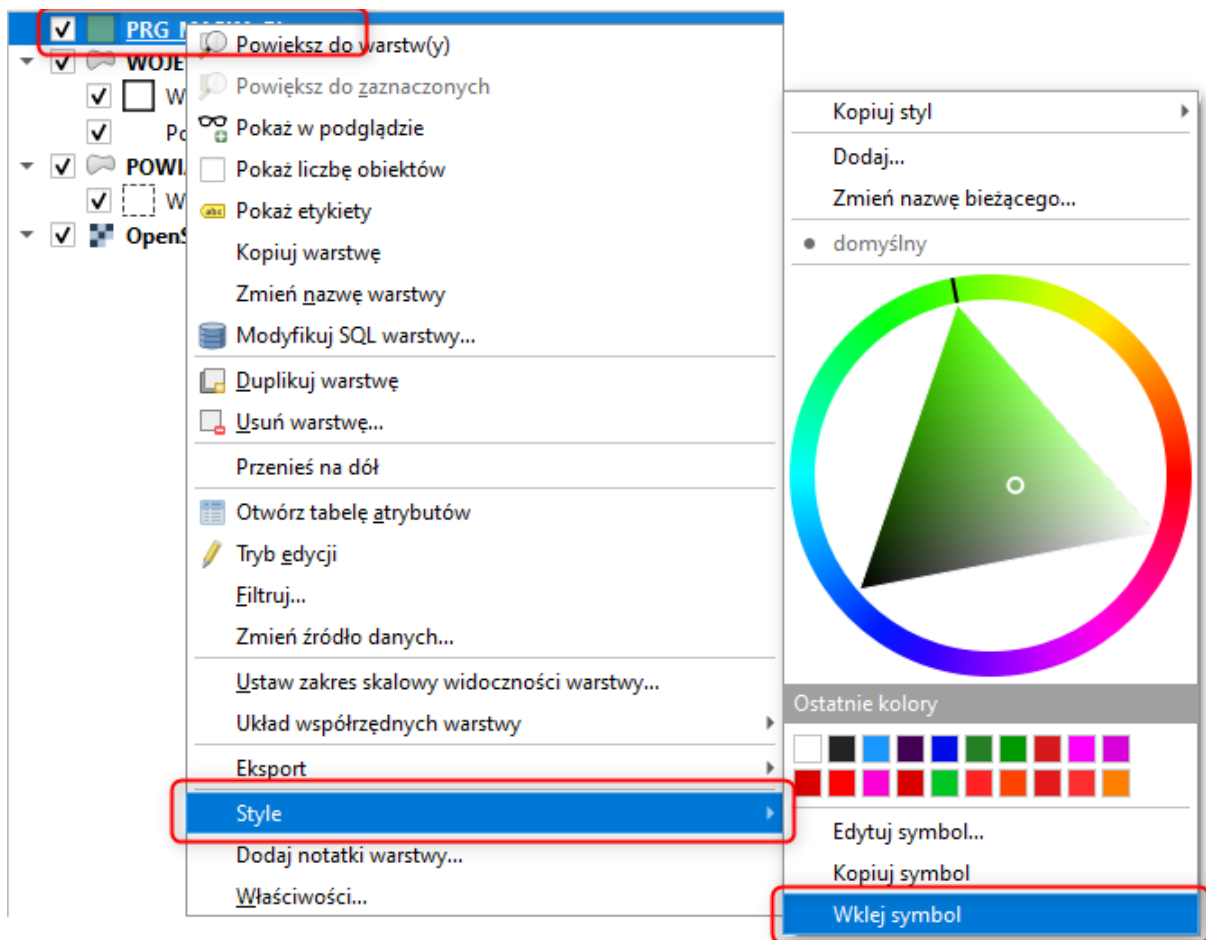 PRG
WOJE
W
Po
POWI
W
OpenS
Powiększ do warstw(y)
Powiększ do zaznaczonych
Pokaż w podglądzie
Pokaż liczbę obiektów
abc Pokaż etykiety
Kopiuj warstwę
Zmień nazwę warstwy
Modyfikuj SQL warstwy...
Duplikuj warstwę
Usuń warstwę...
Przenieś na dół
Otwórz tabelę atrybutów
Tryb edycji
Filtruj...
Zmień źródło danych...
Ustaw zakres skalowy widoczności warstwy...
Układ współrzędnych warstwy
Eksport
Style
Dodaj notatki warstwy...
Właściwości...
Kopiuj styl
Dodaj...
Zmień nazwę bieżącego...
domyślny
Ostatnie kolory
Edytuj symbol...
Kopiuj symbol
Wklej symbol